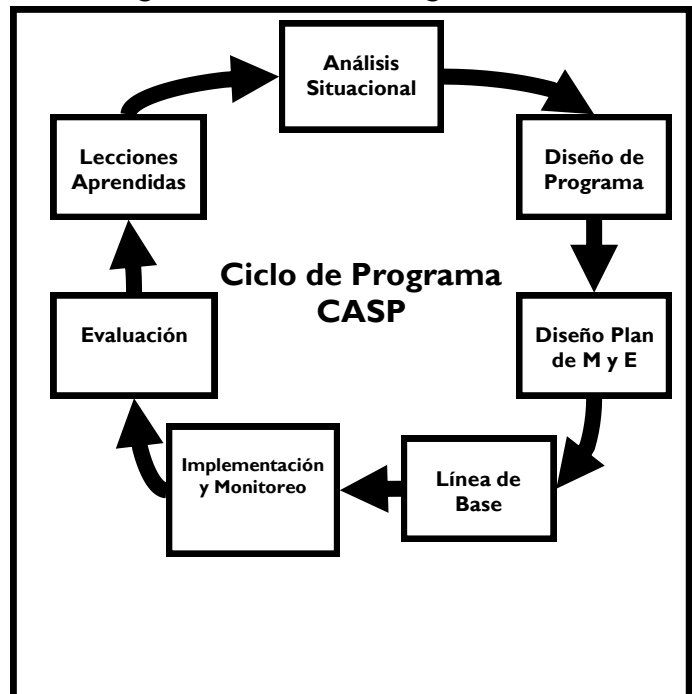 Análisis
Situacional
Diseño de
Programa
Diseño Plan
de M y E
Línea de
Base
Implementación
y Monitoreo
Evaluación
Lecciones
Aprendidas
Ciclo de Programa
CASP